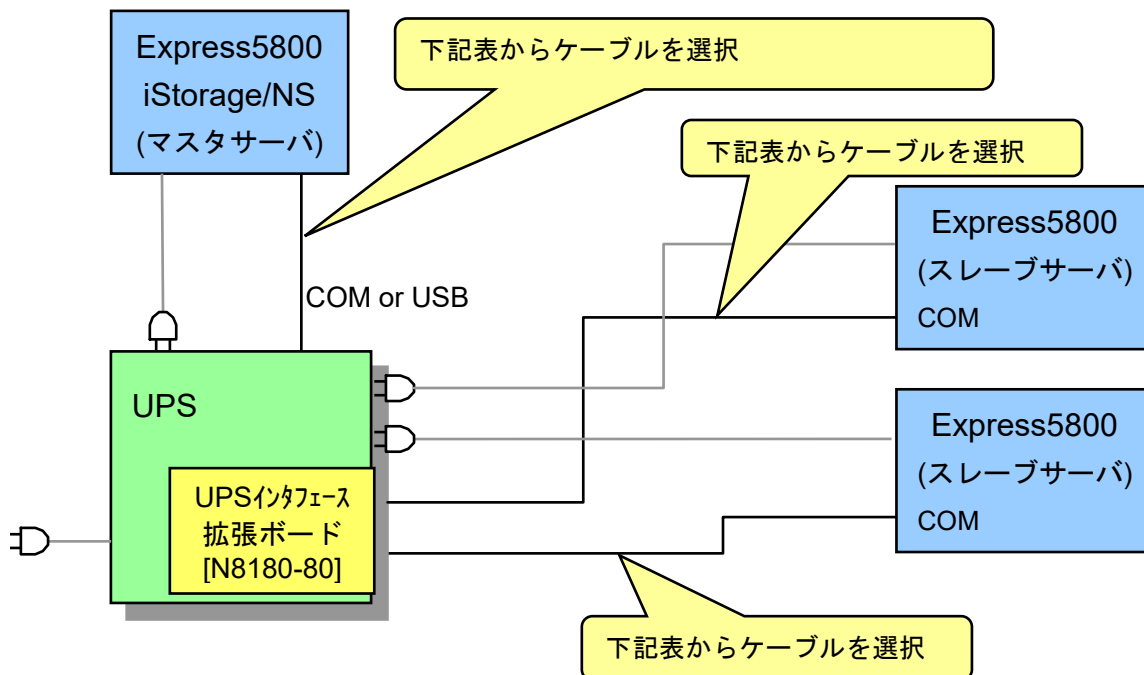 Express5800
iStorage/NS
(マスタサーバ)
下記表からケーブルを選択
下記表からケーブルを選択
Express5800
(スレーブサーバ)
COM
COM or USB
UPS
Express5800
(スレーブサーバ)
COM
UPSｲﾝﾀﾌｪｰｽ
拡張ボード
[N8180-80]
下記表からケーブルを選択